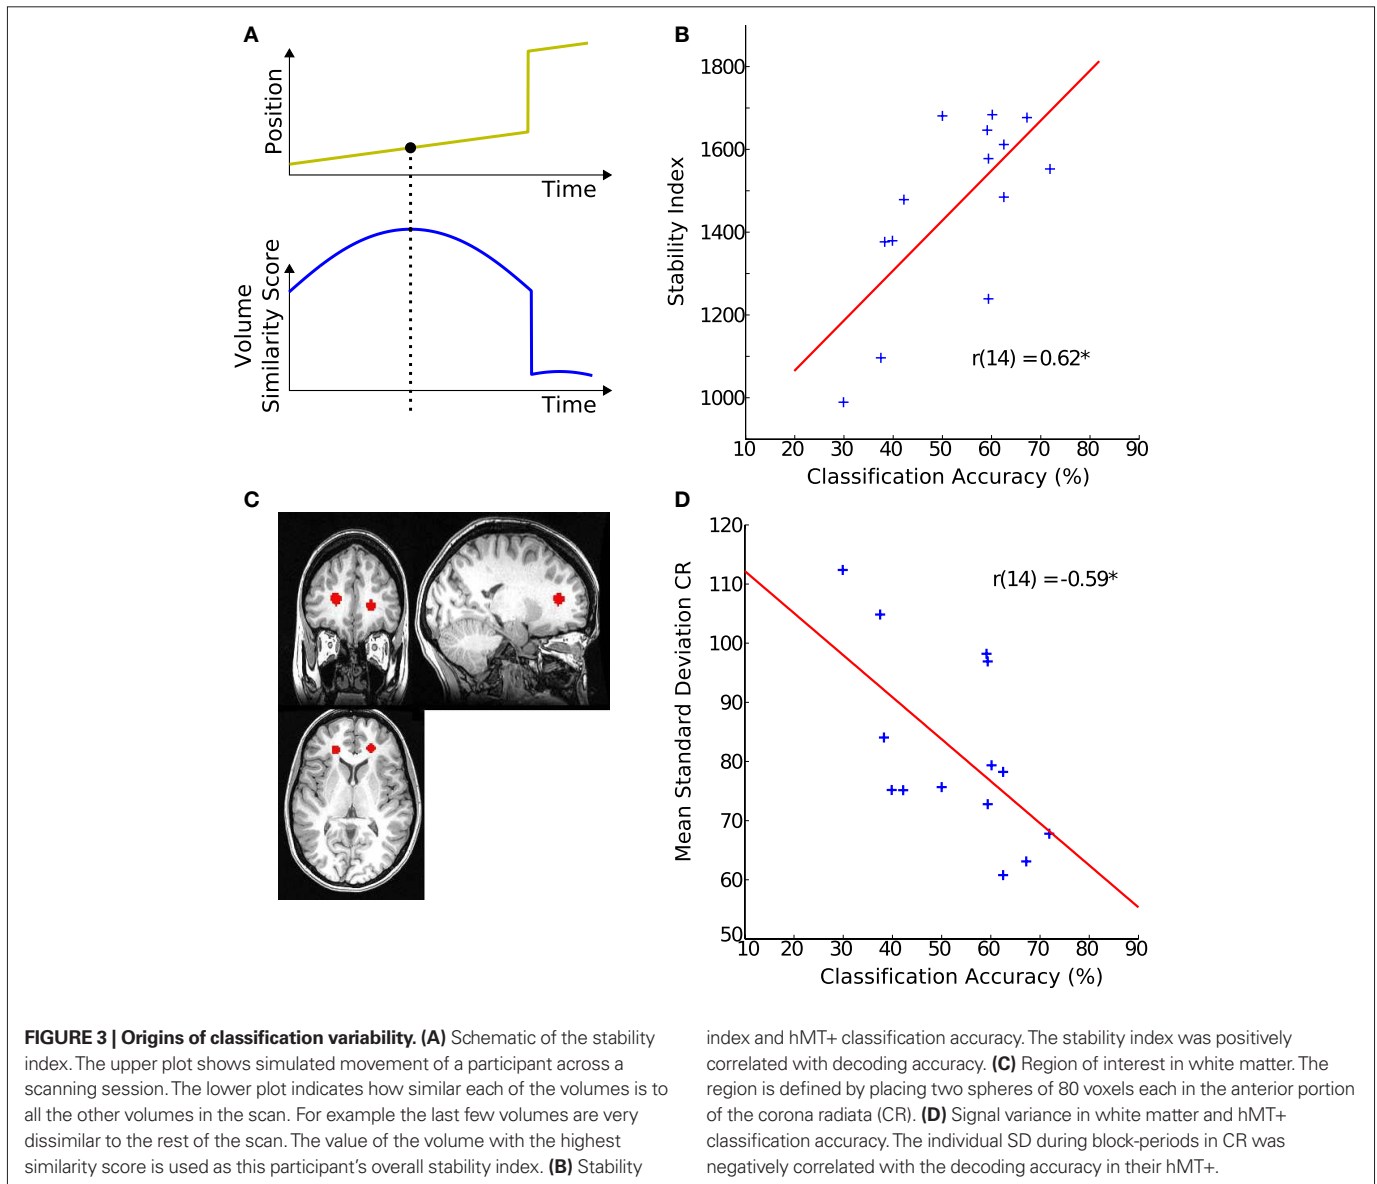 A
Position
Time
Volume
Similarity Score
Time
B
Stability Index
1800
1600
1400
1200
1000
r(14) =0.62*
10 20 30 40 50 60 70 80 90
Classification Accuracy (%)
C
D
Mean Standard Deviation CR
120
110
100
90
80
70
60
50
r(14) =-0.59*
10 20 30 40 50 60 70 80 90
Classification Accuracy (%)
FIGURE 3 | Origins of classification variability. (A) Schematic of the stability
index. The upper plot shows simulated movement of a participant across a
scanning session. The lower plot indicates how similar each of the volumes is to
all the other volumes in the scan. For example the last few volumes are very
dissimilar to the rest of the scan. The value of the volume with the highest
similarity score is used as this participant's overall stability index. (B) Stability
index and hMT+ classification accuracy. The stability index was positively
correlated with decoding accuracy. (C) Region of interest in white matter. The
region is defined by placing two spheres of 80 voxels each in the anterior portion
of the corona radiata (CR). (D) Signal variance in white matter and hMT+
classification accuracy. The individual SD during block-periods in CR was
negatively correlated with the decoding accuracy in their hMT+.